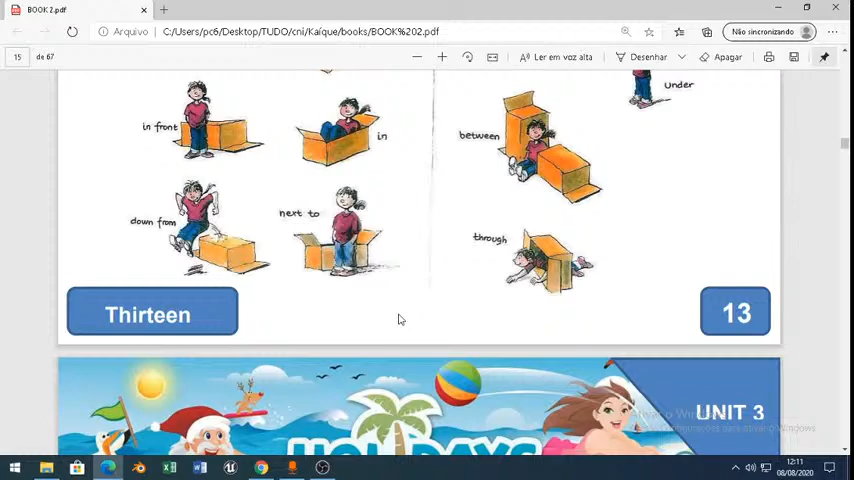 BOOK 2.pdf
Arquivo
C:/Users/pc6/Desktop/TUDO/cni/Kaíque/books/BOOK%202.pdf
Não sincronizando
15
de 67
Ler em voz alta
Desenhar
Apagar
under
in front
in
between
down from
next to
through
Thirteen
13
UNIT 3
HOLIDAYS
12:11
08/08/2020